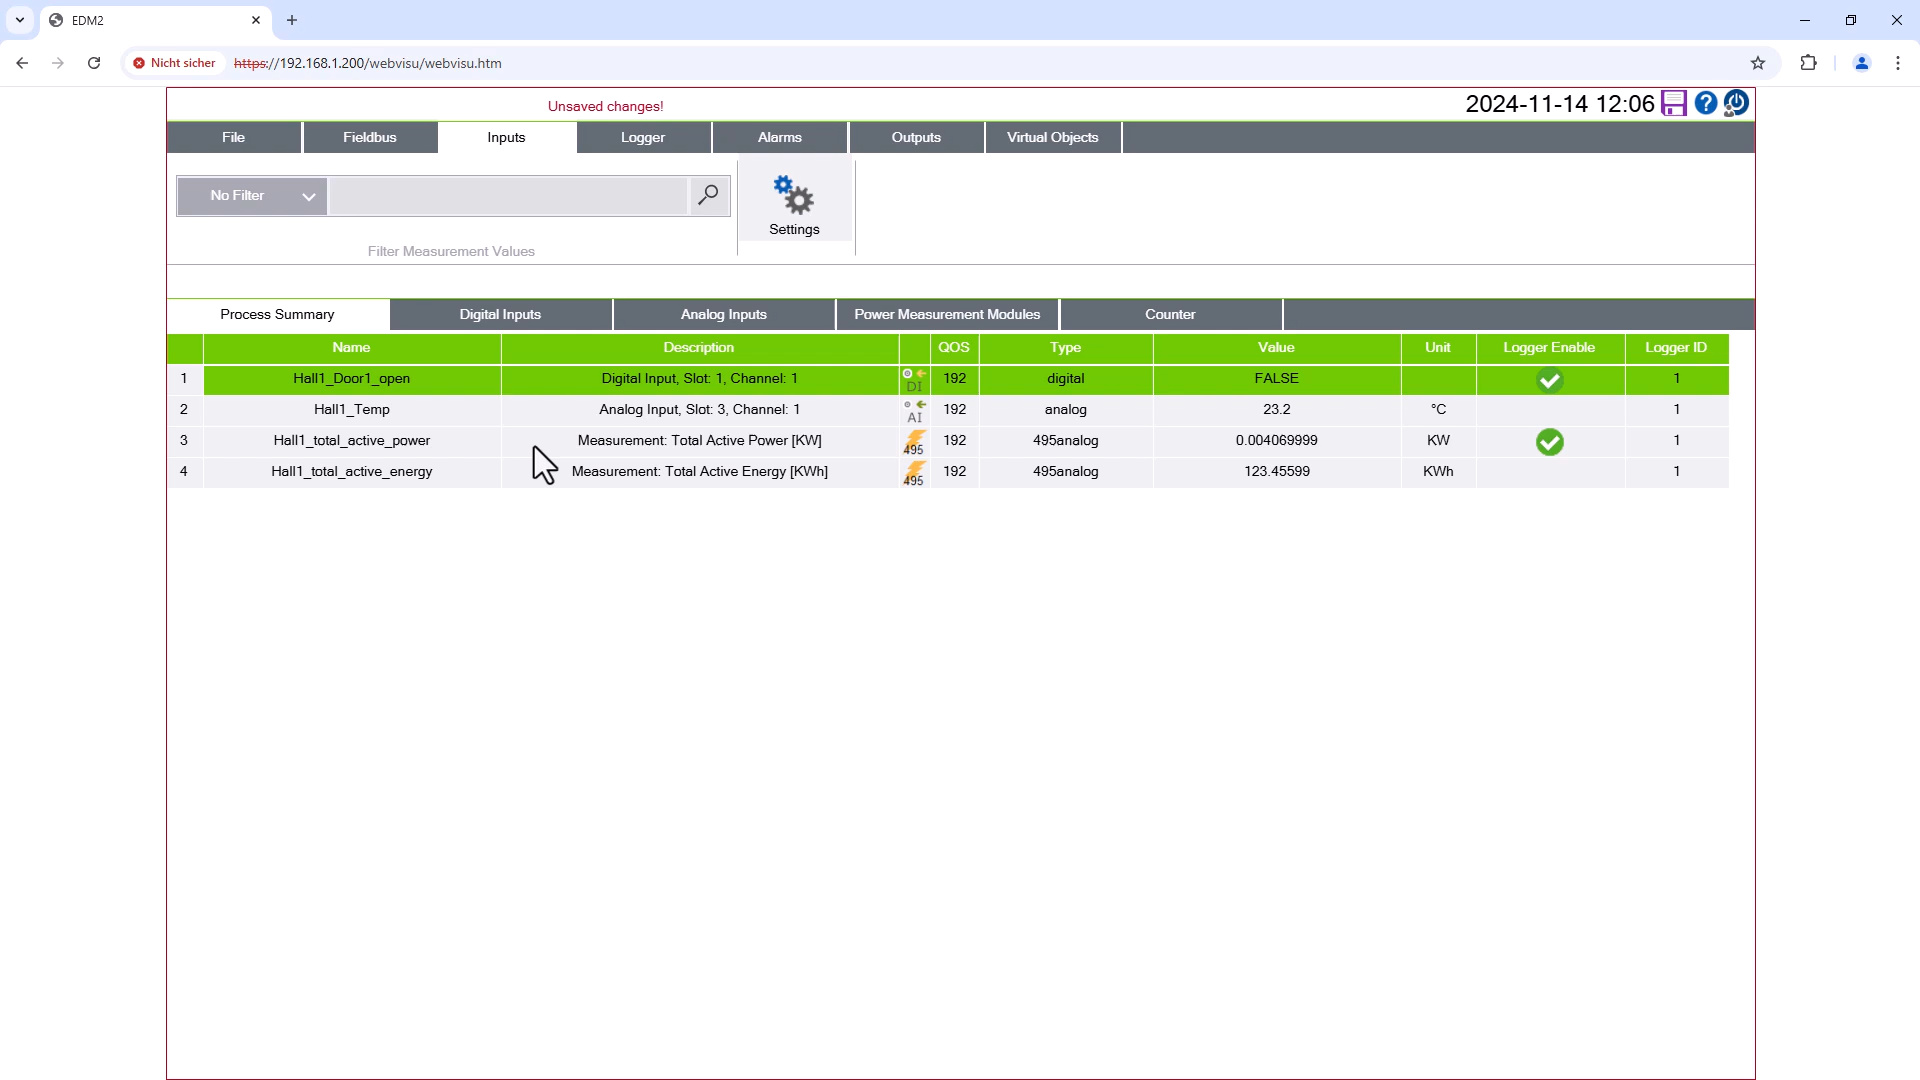 EDM2
Nicht sicher https://192.168.1.200/webvisu/webvisu.htm
Unsaved changes! 2024-11-14 12:06 ?
File Fieldbus Inputs Logger Alarms Outputs Virtual Objects
No Filter
Settings
Filter Measurement Values
Process Summary Digital Inputs Analog Inputs Power Measurement Modules Counter
Name Description QOS Type Value Unit Logger Enable Logger ID
1 Hall1_Door1_open Digital Input, Slot: 1, Channel: 1 DI 192 digital FALSE 1
2 Hall1_Temp Analog Input, Slot: 3, Channel: 1 AI 192 analog 23.2 °C 1
3 Hall1_total_active_power Measurement: Total Active Power [KW] 495 192 495analog 0.004069999 KW 1
4 Hall1_total_active_energy Measurement: Total Active Energy [KWh] 495 192 495analog 123.45599 KWh 1